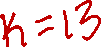 n = 13